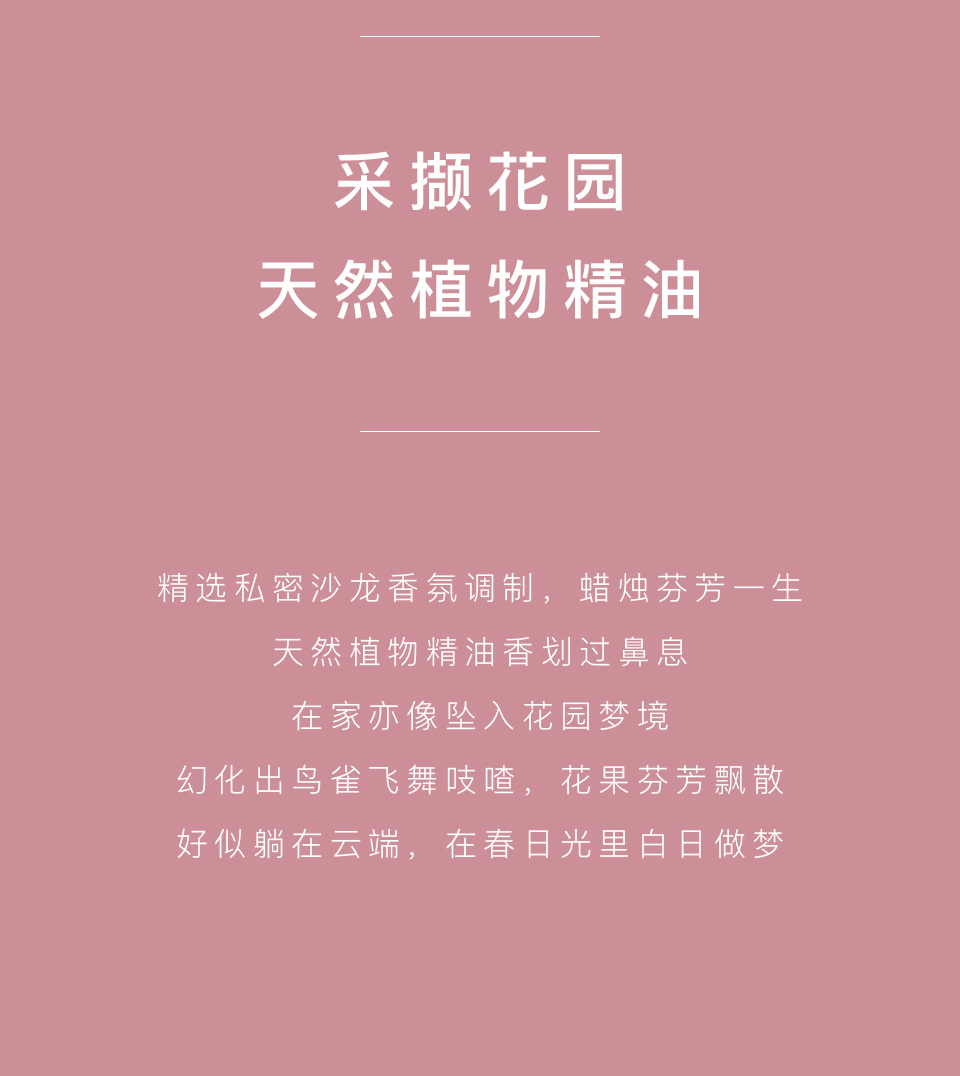 采撷花园
天然植物精油
精选私密沙龙香氛调制，蜡烛芬芳一生
天然植物精油香划过鼻息
在家亦像坠入花园梦境
幻化出鸟雀飞舞吱喳，花果芬芳飘散
好似躺在云端，在春日光里白日做梦